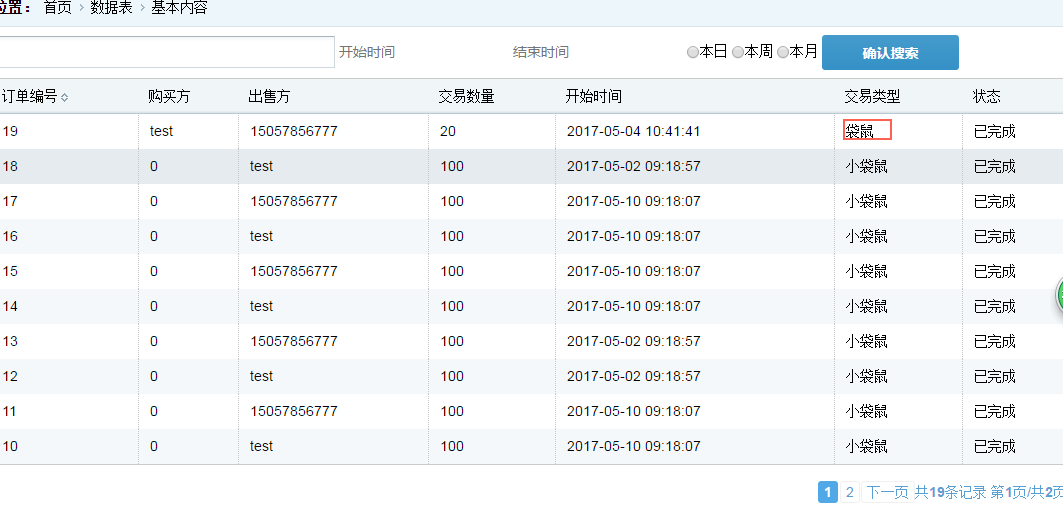 位置： 首页 › 数据表 › 基本内容
开始时间 结束时间 本日 本周 本月 确认搜索
订单编号 购买方 出售方 交易数量 开始时间 交易类型 状态
19 test 15057856777 20 2017-05-04 10:41:41 袋鼠 已完成
18 0 test 100 2017-05-02 09:18:57 小袋鼠 已完成
17 0 15057856777 100 2017-05-10 09:18:07 小袋鼠 已完成
16 0 test 100 2017-05-10 09:18:07 小袋鼠 已完成
15 0 15057856777 100 2017-05-10 09:18:07 小袋鼠 已完成
14 0 test 100 2017-05-10 09:18:07 小袋鼠 已完成
13 0 15057856777 100 2017-05-02 09:18:57 小袋鼠 已完成
12 0 test 100 2017-05-02 09:18:57 小袋鼠 已完成
11 0 15057856777 100 2017-05-10 09:18:07 小袋鼠 已完成
10 0 test 100 2017-05-10 09:18:07 小袋鼠 已完成
1 2 下一页 共19条记录 第1页/共2页